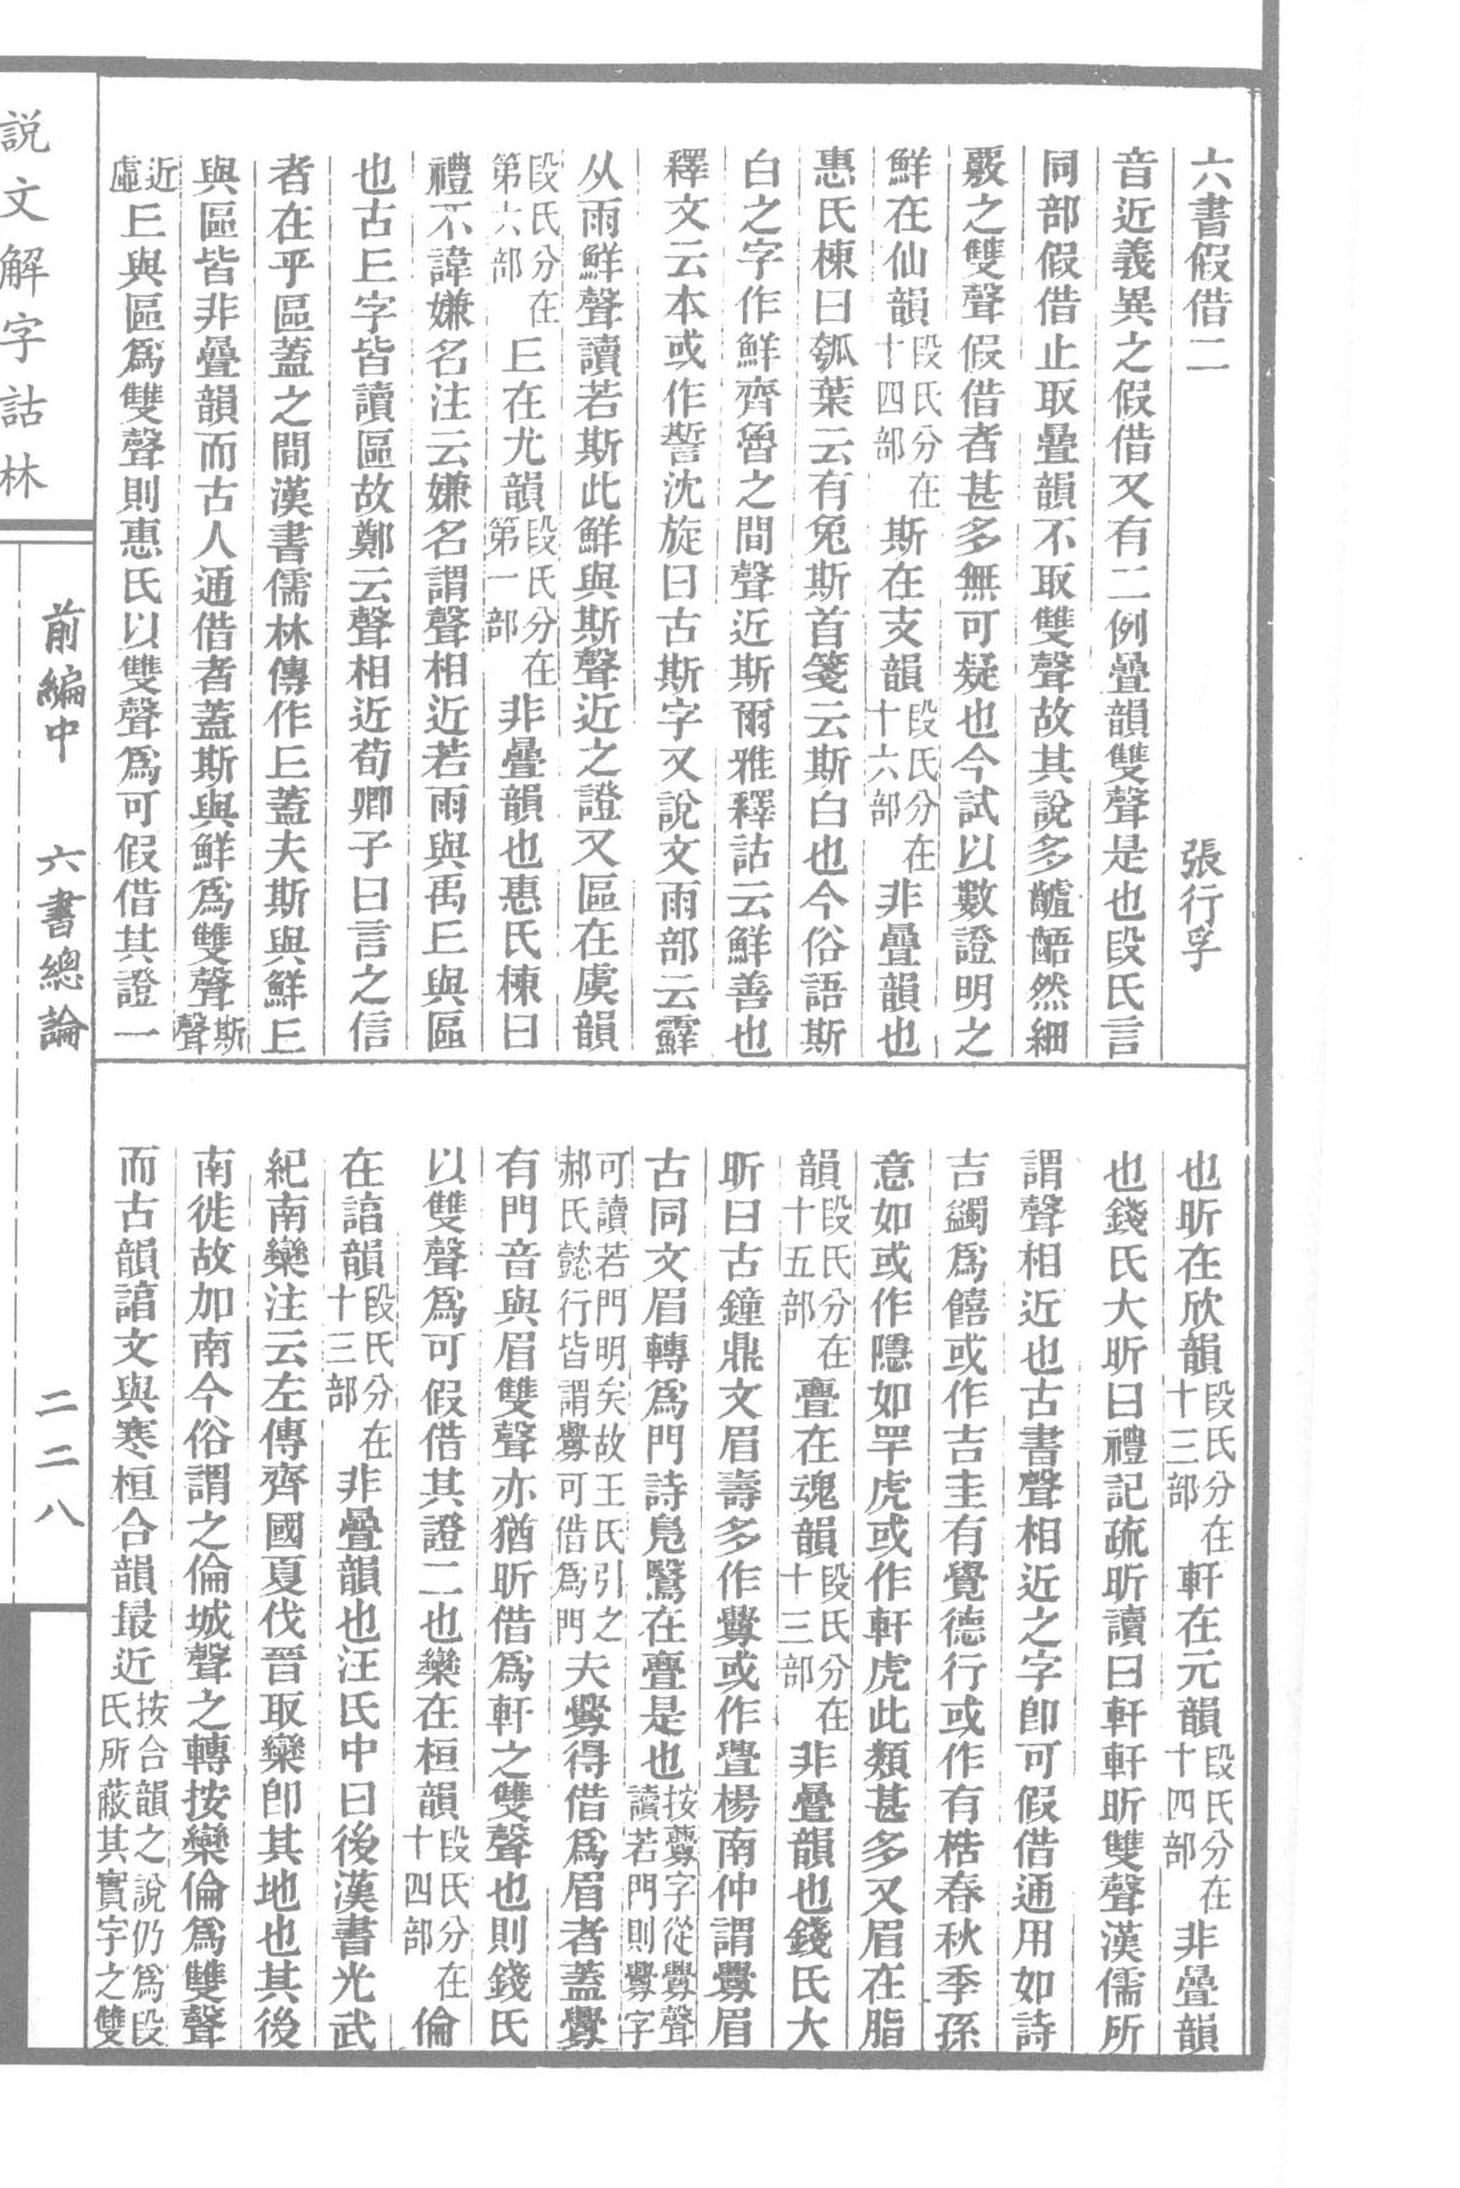 六書假借二　張行孚
音近義異之假借又有二例疊韻雙聲是也段氏言
同部假借止取疊韻不取雙聲故其說多齟齬然細
覈之雙聲假借者甚多無可疑也今試以數證明之
鮮在仙韻段氏分在十四部斯在支韻段氏分在十六部非疊韻也
惠氏棟曰瓠葉云有兔斯首箋云斯白也今俗語斯
白之字作鮮齊魯之間聲近斯爾雅釋詁云鮮善也
釋文云本或作誓沈旋曰古斯字又說文雨部云霹
从雨鮮聲讀若斯此鮮與斯聲近之證又區在虞韻
段氏分在第六部𠀉在尤韻段氏分在第一部非疊韻也惠氏棟曰
禮不諱嫌名注云嫌名謂聲相近若雨與禹𠀉與區
也古𠀉字皆讀區故鄭云聲相近荀卿子曰言之信
者在乎區蓋之間漢書儒林傳作𠀉蓋夫斯與鮮𠀉
與區皆非疊韻而古人通借者蓋斯與鮮爲雙聲斯聲
近虛𠀉與區爲雙聲則惠氏以雙聲爲可假借其證一
也昕在欣韻段氏分在十三部軒在元韻段氏分在十四部非疊韻
也錢氏大昕曰禮記疏昕讀曰軒軒昕雙聲漢儒所
謂聲相近也古書聲相近之字卽可假借通用如詩
吉蠲爲饎或作吉圭有覺德行或作有梏春秋季孫
意如或作隱如罕虎或作軒虎此類甚多又眉在脂
韻段氏分在十五部亹在魂韻段氏分在十三部非疊韻也錢氏大
昕曰古鐘鼎文眉壽多作釁或作亹楊南仲謂釁眉
古同文眉轉爲門詩鳧鷖在亹是也按虋字從釁聲讀若門則釁字
可讀若門明矣故王氏引之郝氏懿行皆謂釁可借爲門夫釁得借爲眉者蓋釁
有門音與眉雙聲亦猶昕借爲軒之雙聲也則錢氏
以雙聲爲可假借其證二也欒在桓韻段氏分在十四部倫
在諄韻段氏分在十三部非疊韻也汪氏中曰後漢書光武
紀南欒注云左傳齊國夏伐晉取欒卽其地也其後
南徙故加南今俗謂之倫城聲之轉按欒倫爲雙聲
而古韻諄文與寒桓合韻最近按合韻之說仍爲段氏所蔽其實字之雙
說文解字詁林
前編中　六書總論
二二八